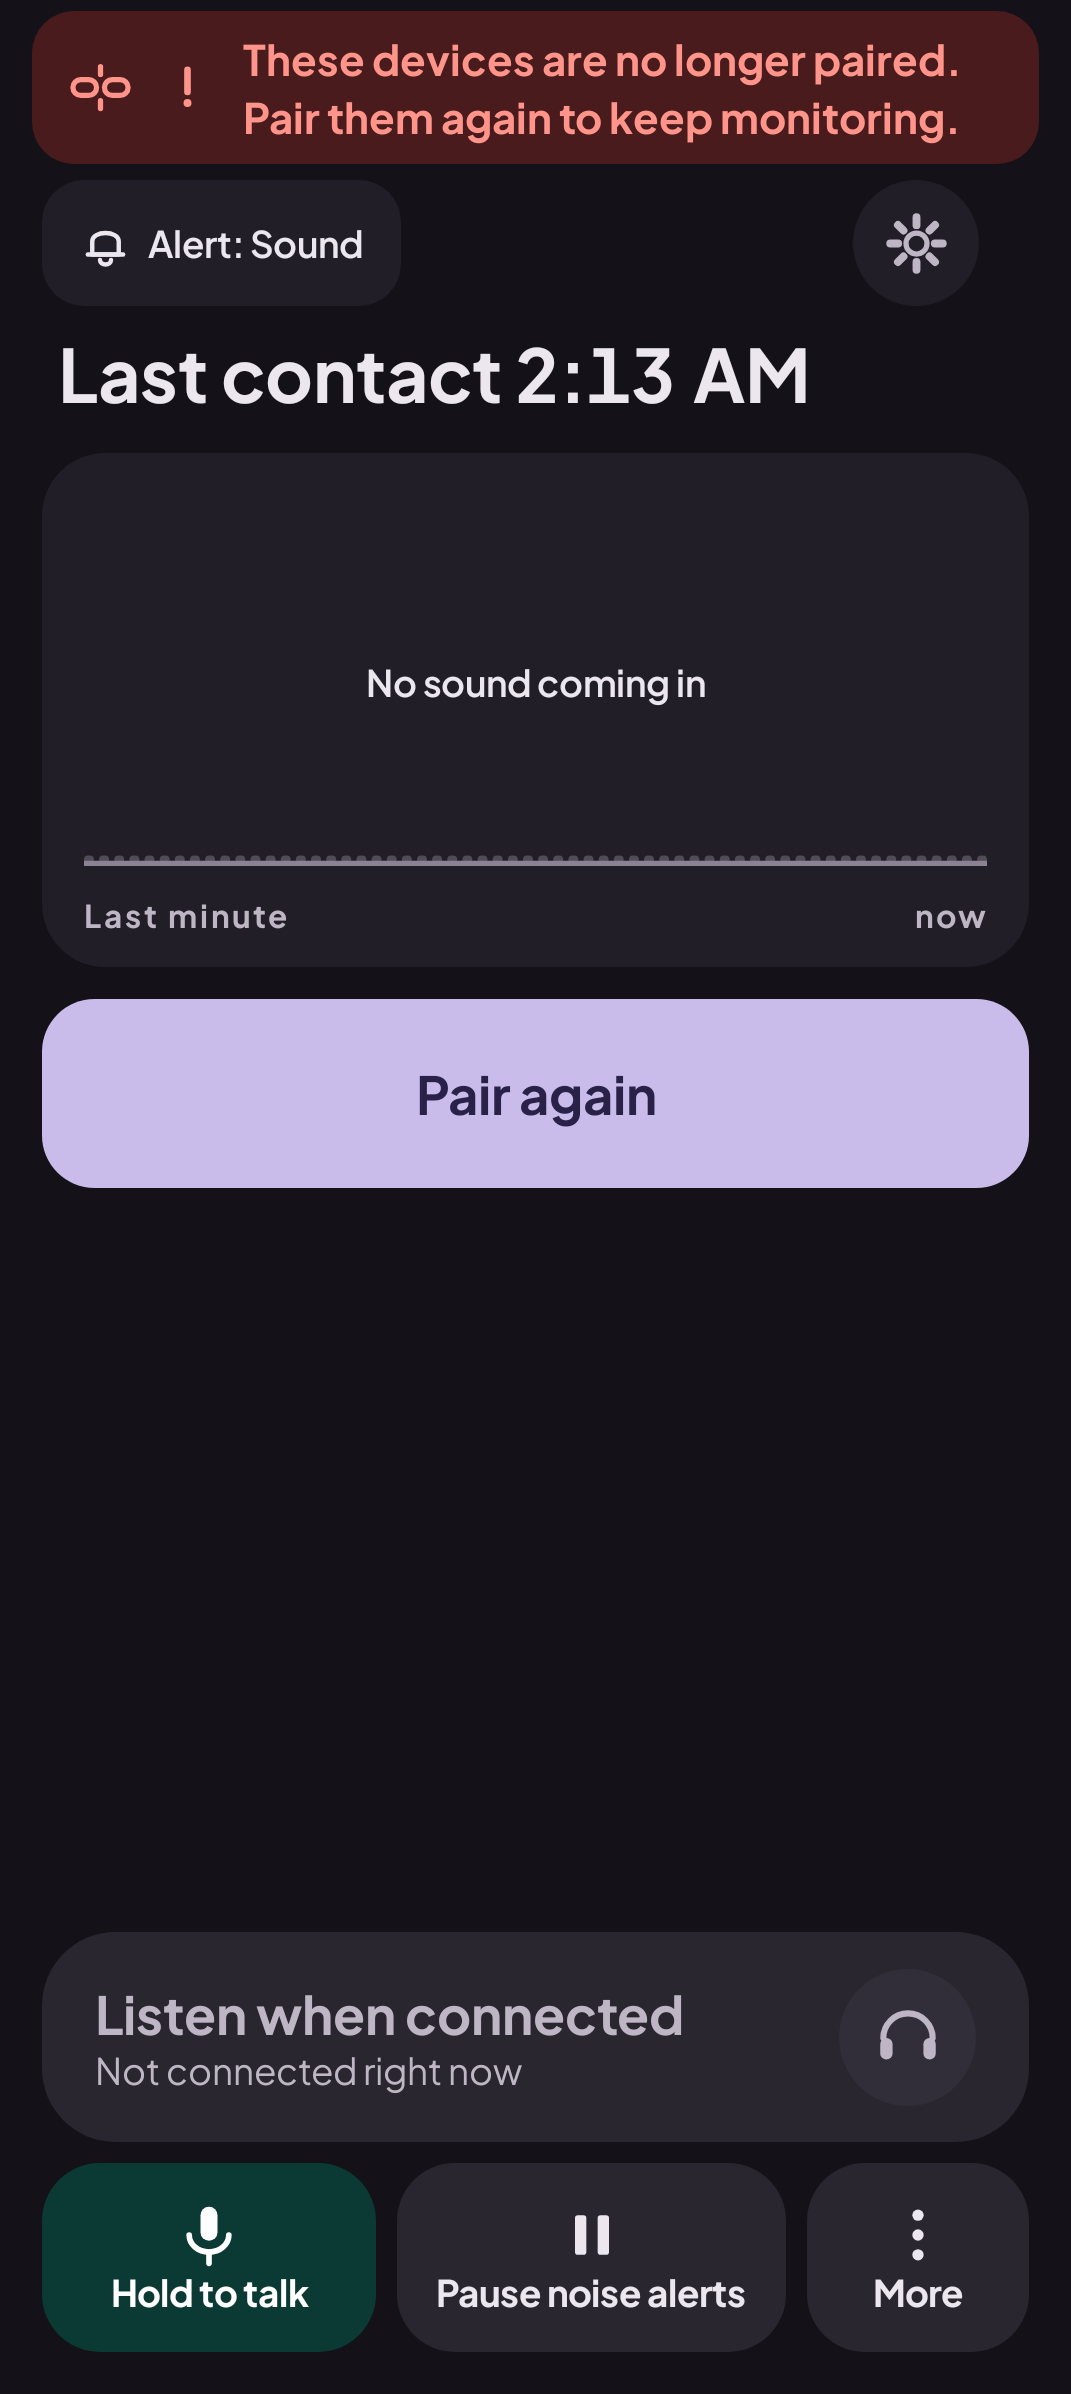 These devices are no longer paired.
Pair them again to keep monitoring.
Alert: Sound
Last contact 2:13 AM
No sound coming in
Last minute
now
Pair again
Listen when connected
Not connected right now
Hold to talk
Pause noise alerts
More